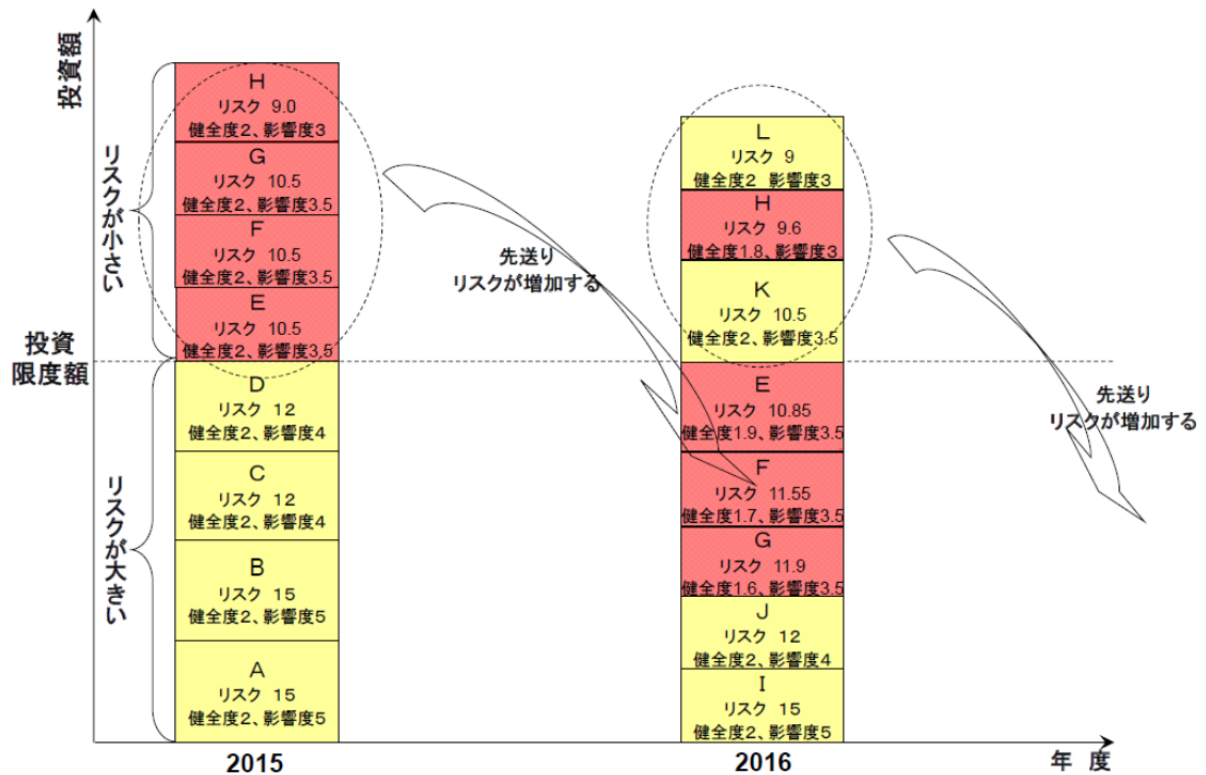 投資額
リスクが小さい
投資
限度額
リスクが大きい
H
リスク 9.0
健全度2、影響度3
G
リスク 10.5
健全度2、影響度3.5
F
リスク 10.5
健全度2、影響度3.5
E
リスク 10.5
健全度2、影響度3.5
D
リスク 12
健全度2、影響度4
C
リスク 12
健全度2、影響度4
B
リスク 15
健全度2、影響度5
A
リスク 15
健全度2、影響度5
2015
先送り
リスクが増加する
L
リスク 9
健全度2 影響度3
H
リスク 9.6
健全度1.8、影響度3
K
リスク 10.5
健全度2、影響度3.5
E
リスク 10.85
健全度1.9、影響度3.5
F
リスク 11.55
健全度1.7、影響度3.5
G
リスク 11.9
健全度1.6、影響度3.5
J
リスク 12
健全度2、影響度4
I
リスク 15
健全度2、影響度5
2016
先送り
リスクが増加する
年 度